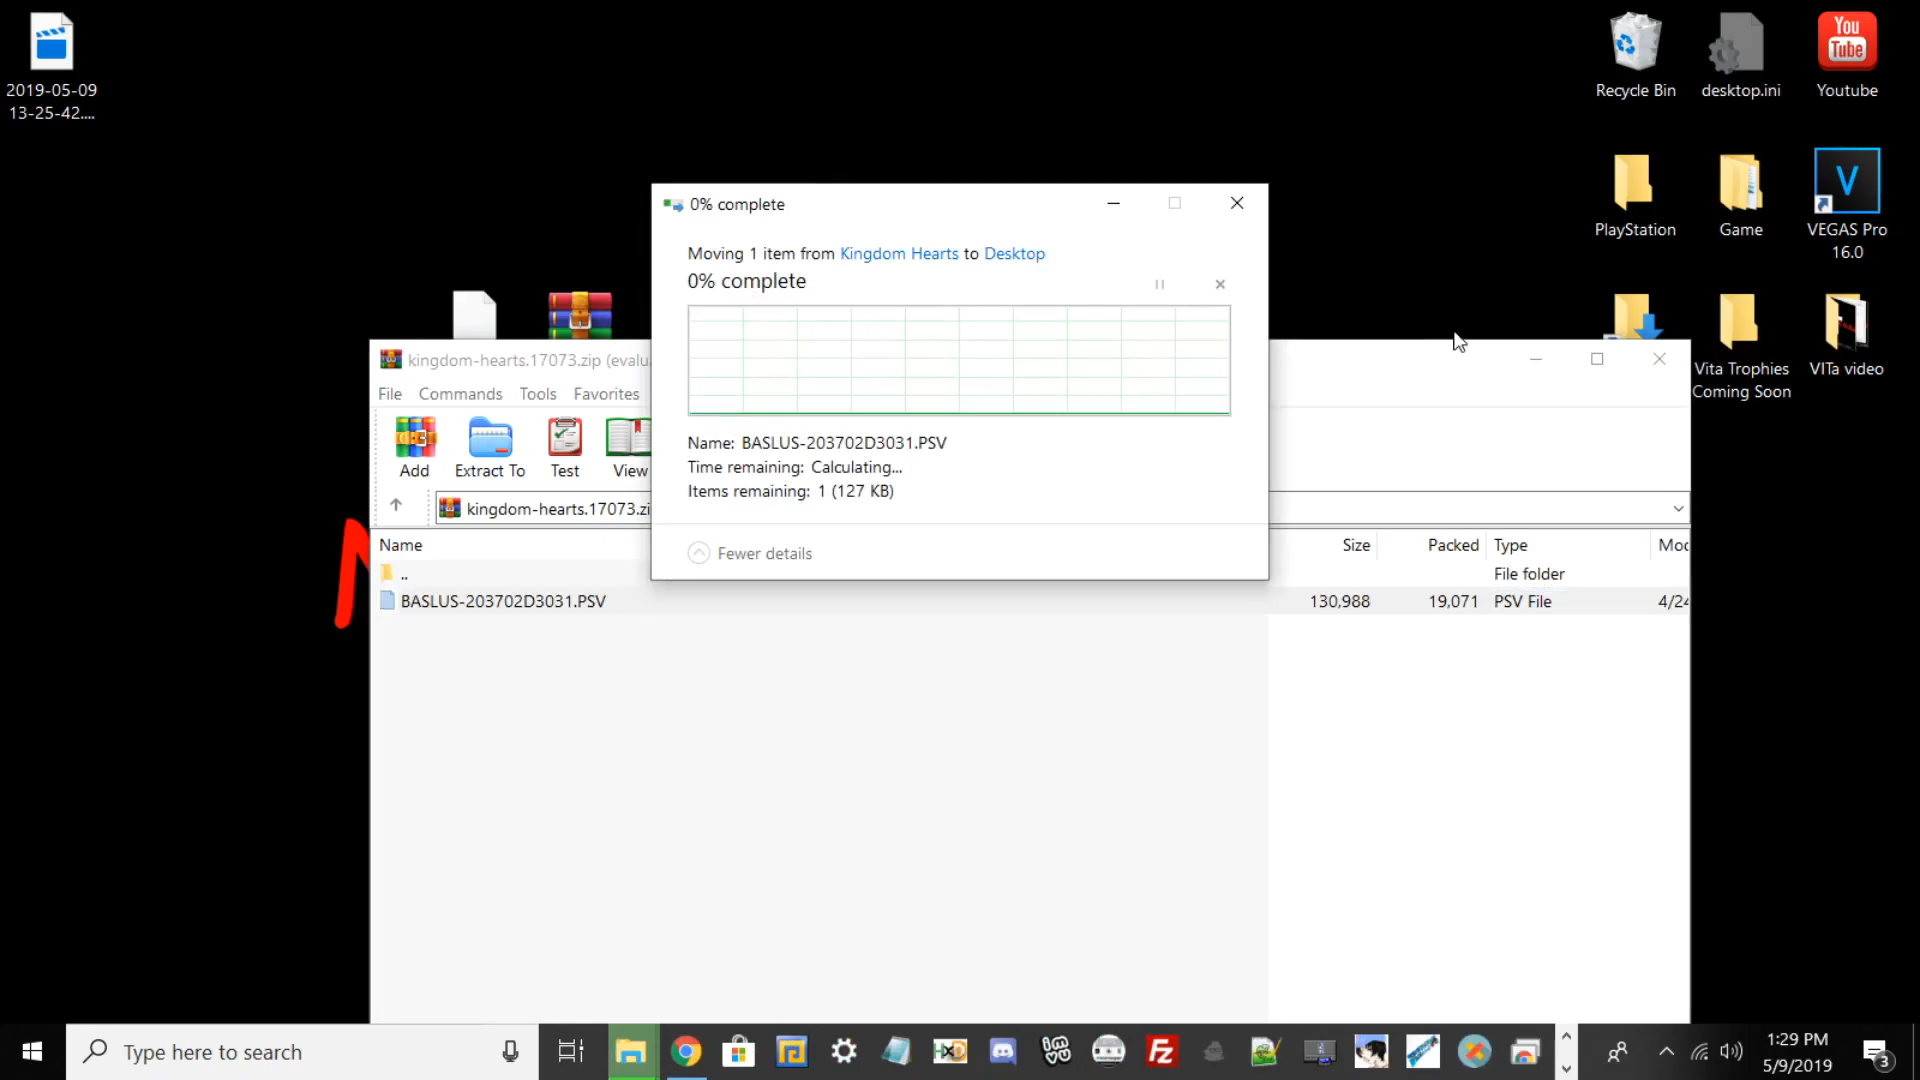 2019-05-09
13-25-42....
Recycle Bin
desktop.ini
You
Tube
Youtube
PlayStation
Game
V
VEGAS Pro
16.0
Vita Trophies
Coming Soon
VITa video
0% complete
Moving 1 item from Kingdom Hearts to Desktop
0% complete
Name: BASLUS-203702D3031.PSV
Time remaining: Calculating...
Items remaining: 1 (127 KB)
Fewer details
kingdom-hearts.17073.zip (evalu
File Commands Tools Favorites
Add
Extract To
Test
View
kingdom-hearts.17073.zi
Name Size Packed Type Mod
.. File folder
BASLUS-203702D3031.PSV 130,988 19,071 PSV File 4/24
Type here to search
1:29 PM
5/9/2019
3